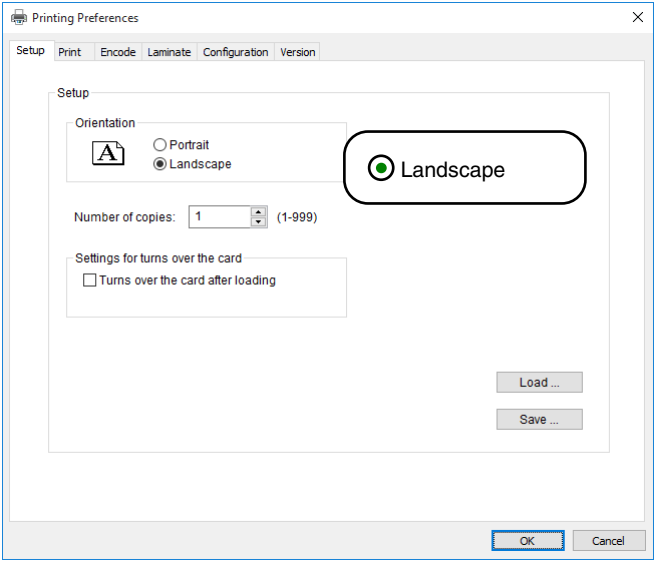 Printing Preferences
Setup Print Encode Laminate Configuration Version
Setup
Orientation
A
Portrait
Landscape
Landscape
Number of copies: 1 (1-999)
Settings for turns over the card
Turns over the card after loading
Load ...
Save ...
OK Cancel